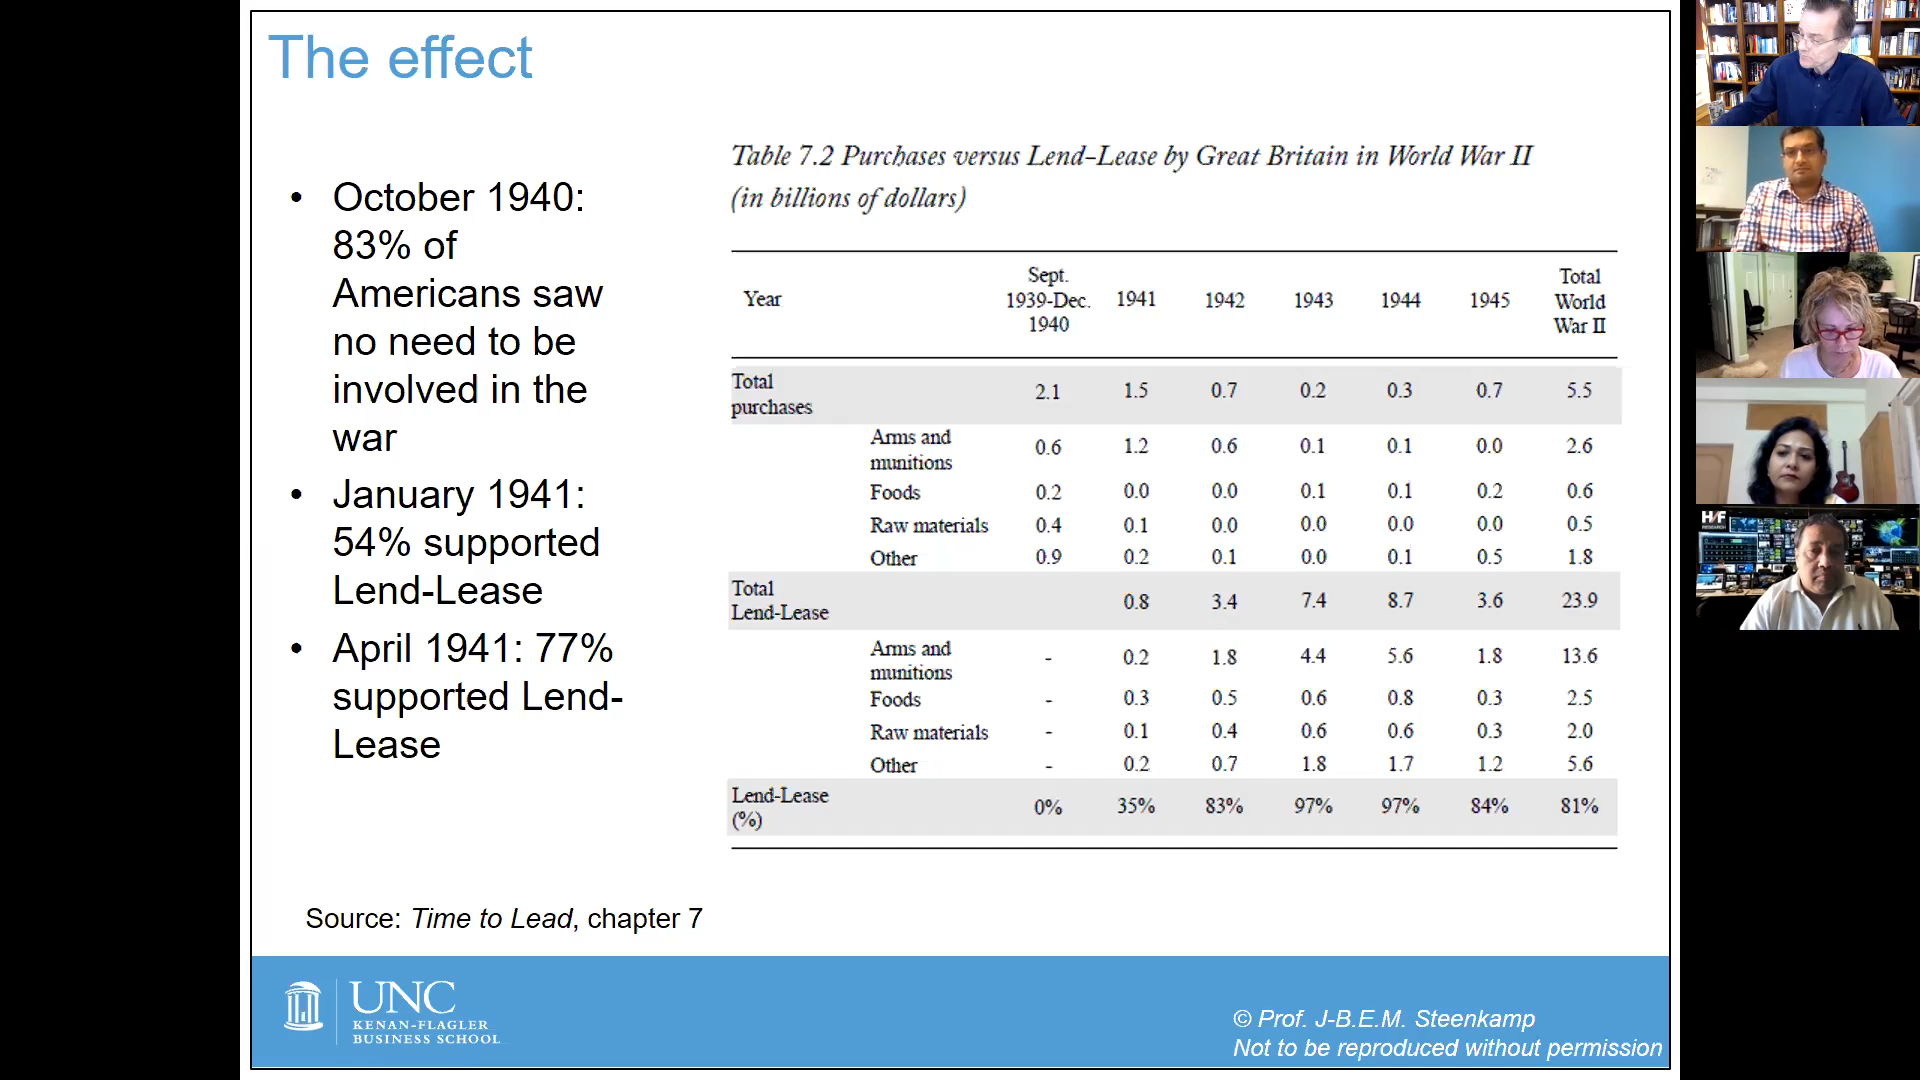 The effect
• October 1940:
83% of
Americans saw
no need to be
involved in the
war
• January 1941:
54% supported
Lend-Lease
• April 1941: 77%
supported Lend-
Lease
Table 7.2 Purchases versus Lend-Lease by Great Britain in World War II
(in billions of dollars)
Year Sept. 1939-Dec. 1940 1941 1942 1943 1944 1945 Total World War II
Total purchases 2.1 1.5 0.7 0.2 0.3 0.7 5.5
Arms and munitions 0.6 1.2 0.6 0.1 0.1 0.0 2.6
Foods 0.2 0.0 0.0 0.1 0.1 0.2 0.6
Raw materials 0.4 0.1 0.0 0.0 0.0 0.0 0.5
Other 0.9 0.2 0.1 0.0 0.1 0.5 1.8
Total Lend-Lease 0.8 3.4 7.4 8.7 3.6 23.9
Arms and munitions - 0.2 1.8 4.4 5.6 1.8 13.6
Foods - 0.3 0.5 0.6 0.8 0.3 2.5
Raw materials - 0.1 0.4 0.6 0.6 0.3 2.0
Other - 0.2 0.7 1.8 1.7 1.2 5.6
Lend-Lease (%) 0% 35% 83% 97% 97% 84% 81%
Source: Time to Lead, chapter 7
UNC
KENAN-FLAGLER
BUSINESS SCHOOL
© Prof. J-B.E.M. Steenkamp
Not to be reproduced without permission
RESEARCH